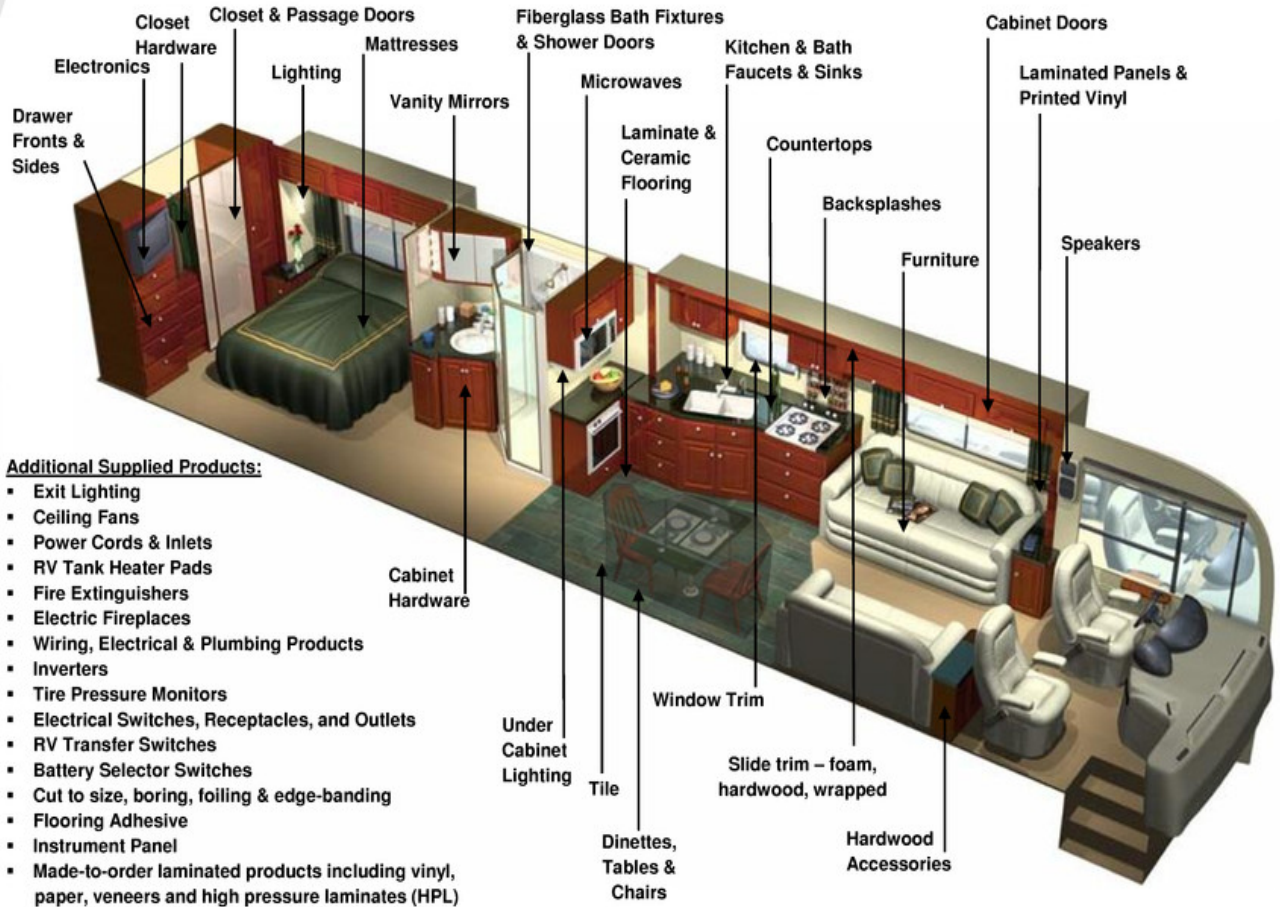 Closet
Hardware
Closet & Passage Doors
Electronics
Lighting
Mattresses
Drawer
Fronts &
Sides
Vanity Mirrors
Fiberglass Bath Fixtures
& Shower Doors
Microwaves
Laminate &
Ceramic
Flooring
Kitchen & Bath
Faucets & Sinks
Countertops
Backsplashes
Furniture
Cabinet Doors
Laminated Panels &
Printed Vinyl
Speakers
Additional Supplied Products:
▪ Exit Lighting
▪ Ceiling Fans
▪ Power Cords & Inlets
▪ RV Tank Heater Pads
▪ Fire Extinguishers
▪ Electric Fireplaces
▪ Wiring, Electrical & Plumbing Products
▪ Inverters
▪ Tire Pressure Monitors
▪ Electrical Switches, Receptacles, and Outlets
▪ RV Transfer Switches
▪ Battery Selector Switches
▪ Cut to size, boring, foiling & edge-banding
▪ Flooring Adhesive
▪ Instrument Panel
▪ Made-to-order laminated products including vinyl,
paper, veneers and high pressure laminates (HPL)
Cabinet
Hardware
Under
Cabinet
Lighting
Tile
Dinettes,
Tables &
Chairs
Window Trim
Slide trim – foam,
hardwood, wrapped
Hardwood
Accessories